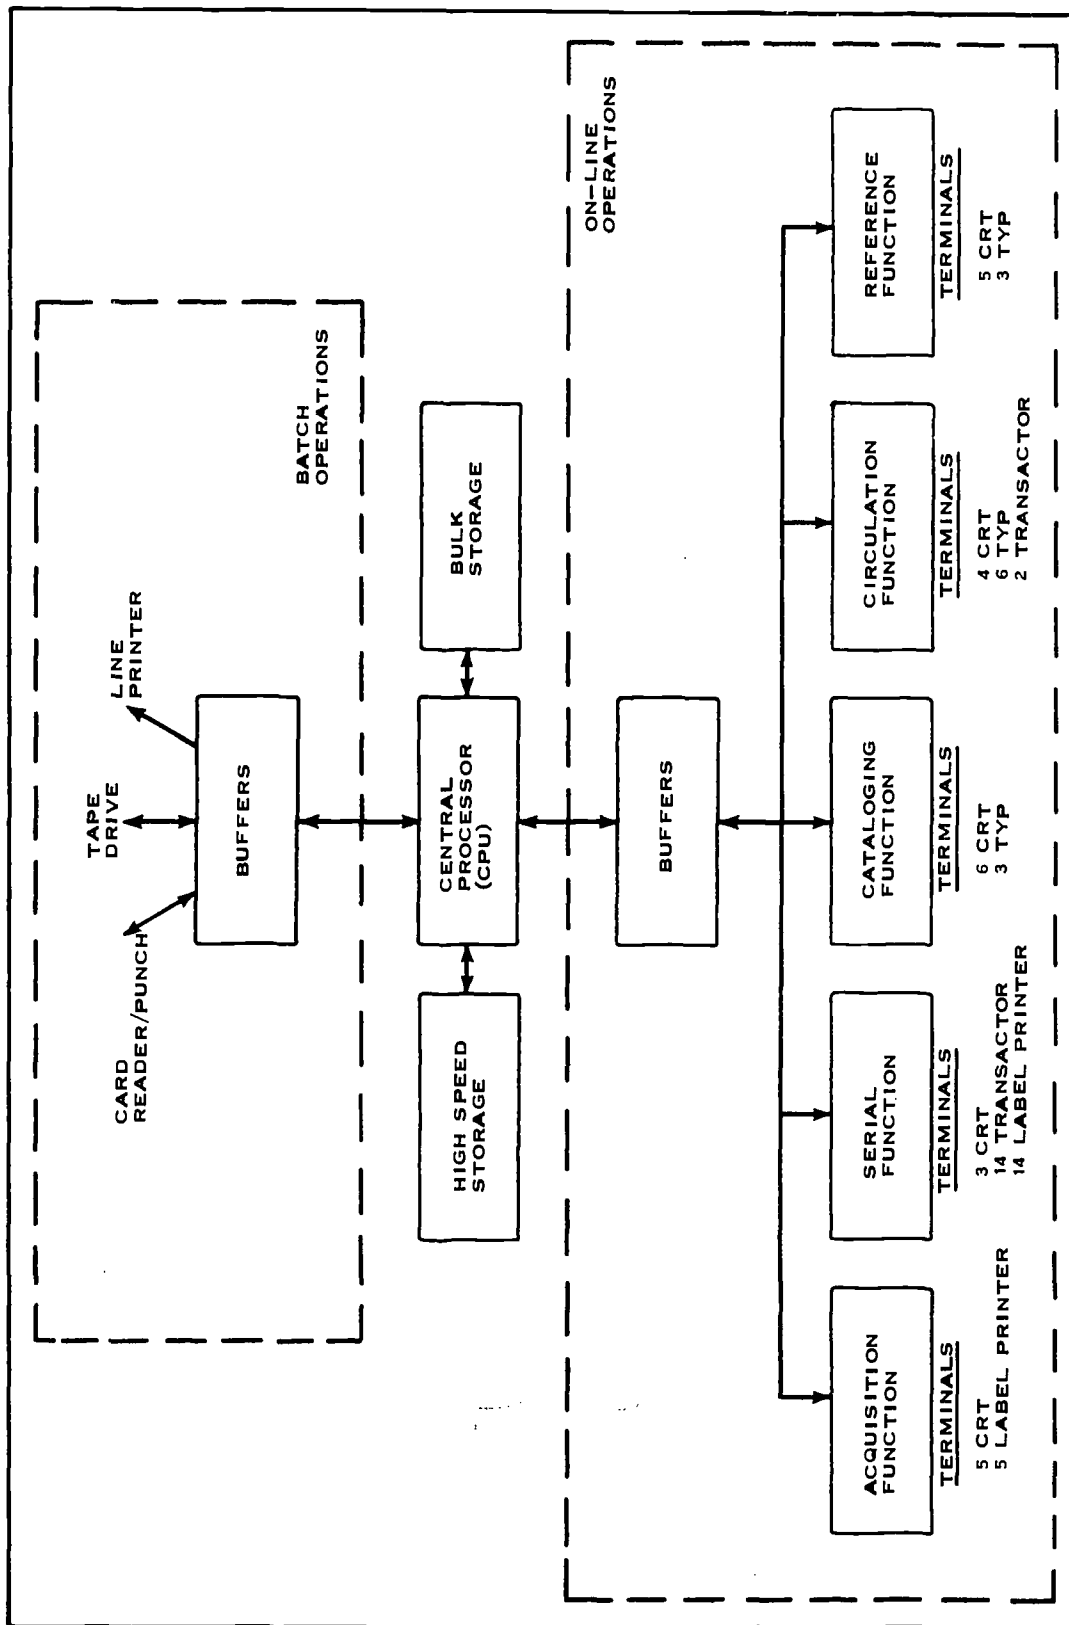 CARD
READER/PUNCH
TAPE
DRIVE
LINE
PRINTER
BUFFERS
BATCH
OPERATIONS
HIGH SPEED
STORAGE
CENTRAL
PROCESSOR
(CPU)
BULK
STORAGE
ON-LINE
OPERATIONS
BUFFERS
ACQUISITION
FUNCTION
TERMINALS
5 CRT
5 LABEL PRINTER
SERIAL
FUNCTION
TERMINALS
3 CRT
14 TRANSACTOR
14 LABEL PRINTER
CATALOGING
FUNCTION
TERMINALS
6 CRT
3 TYP
CIRCULATION
FUNCTION
TERMINALS
4 CRT
6 TYP
2 TRANSACTOR
REFERENCE
FUNCTION
TERMINALS
5 CRT
3 TYP